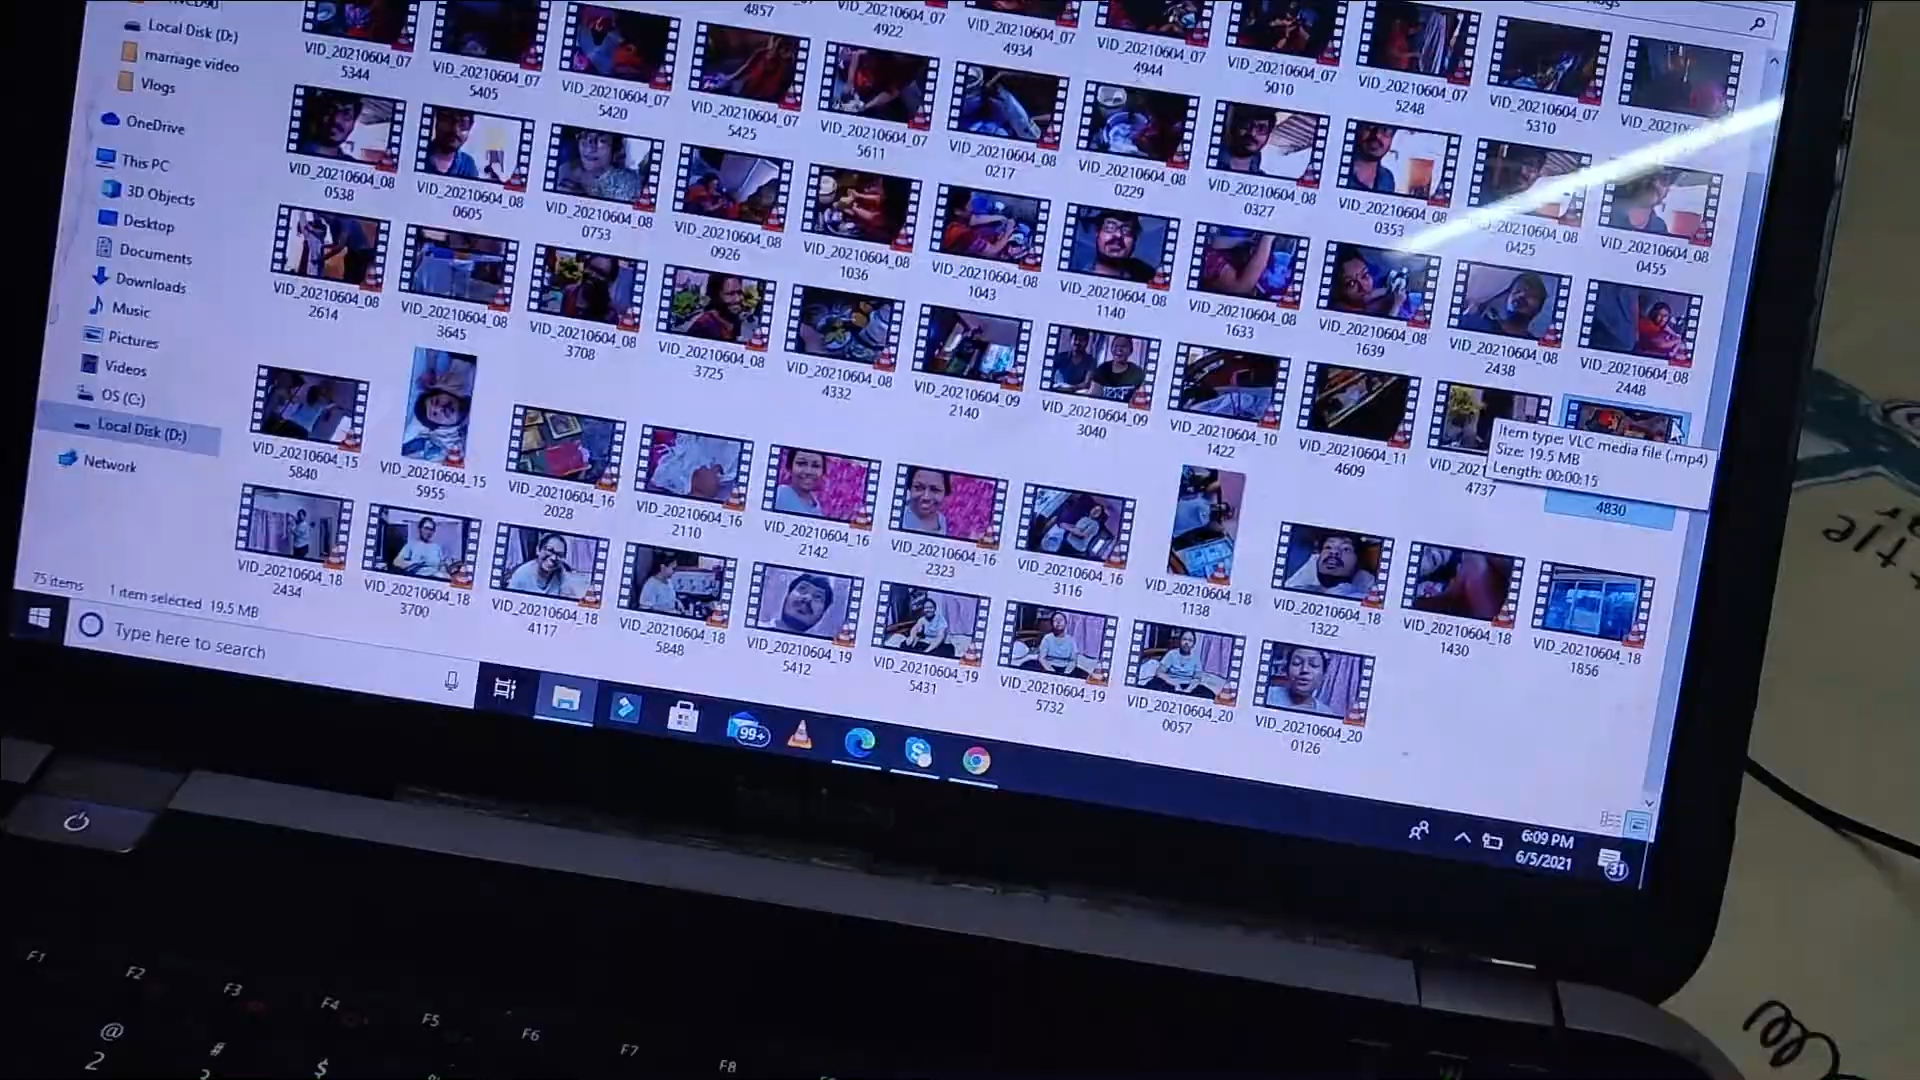 Local Disk (D:)
marriage video
Vlogs
OneDrive
This PC
3D Objects
Desktop
Documents
Downloads
Music
Pictures
Videos
OS (C:)
Local Disk (D:)
Network
75 items
1 item selected 19.5 MB
4857
VID_20210604_07
4922
VID_20210604_07
4934
VID_20210604_07
4944
VID_20210604_07
5010
VID_20210604_07
5248
VID_20210604_07
5310
VID_20210604_07
5344
VID_20210604_07
5405
VID_20210604_07
5420
VID_20210604_07
5425
VID_20210604_07
5611
VID_20210604_08
0217
VID_20210604_08
0229
VID_20210604_08
0327
VID_20210604_08
0353
VID_20210604_08
0425
VID_20210604_08
0455
VID_20210604_08
0538
VID_20210604_08
0605
VID_20210604_08
0753
VID_20210604_08
0926
VID_20210604_08
1036
VID_20210604_08
1043
VID_20210604_08
1140
VID_20210604_08
1633
VID_20210604_08
1639
VID_20210604_08
2438
VID_20210604_08
2448
VID_20210604_08
2614
VID_20210604_08
3645
VID_20210604_08
3708
VID_20210604_08
3725
VID_20210604_08
4332
VID_20210604_09
2140
VID_20210604_09
3040
VID_20210604_10
1422
VID_20210604_11
4609
4737
4830
Item type: VLC media file (.mp4)
Size: 19.5 MB
Length: 00:00:15
VID_20210604_15
5840
VID_20210604_15
5955
VID_20210604_16
2028
VID_20210604_16
2110
VID_20210604_16
2142
VID_20210604_16
2323
VID_20210604_16
3116
VID_20210604_18
1138
VID_20210604_18
1322
VID_20210604_18
1430
VID_20210604_18
1856
VID_20210604_18
2434
VID_20210604_18
3700
VID_20210604_18
4117
VID_20210604_18
5848
VID_20210604_19
5412
VID_20210604_19
5431
VID_20210604_19
5732
VID_20210604_20
0057
VID_20210604_20
0126
Type here to search
99+
6:09 PM
6/5/2021
31
F1
F2
F3
F4
F5
F6
F7
F8
@
2
#
$